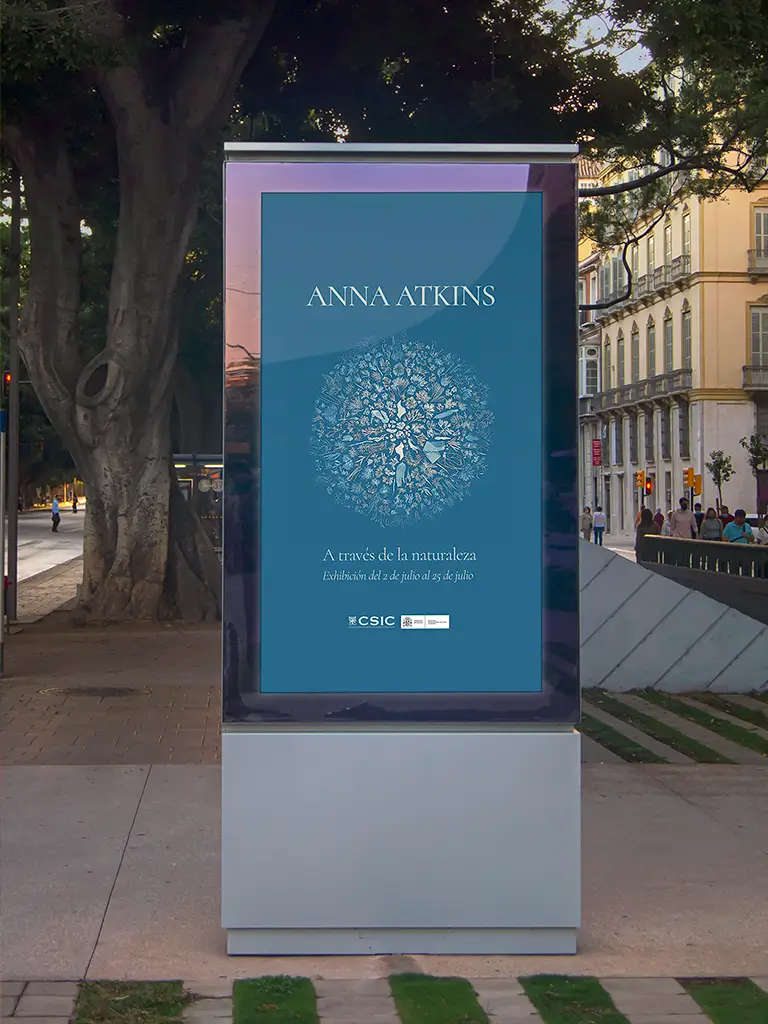 ANNA ATKINS
A través de la naturaleza
Exhibición del 2 de julio al 25 de julio
CSIC